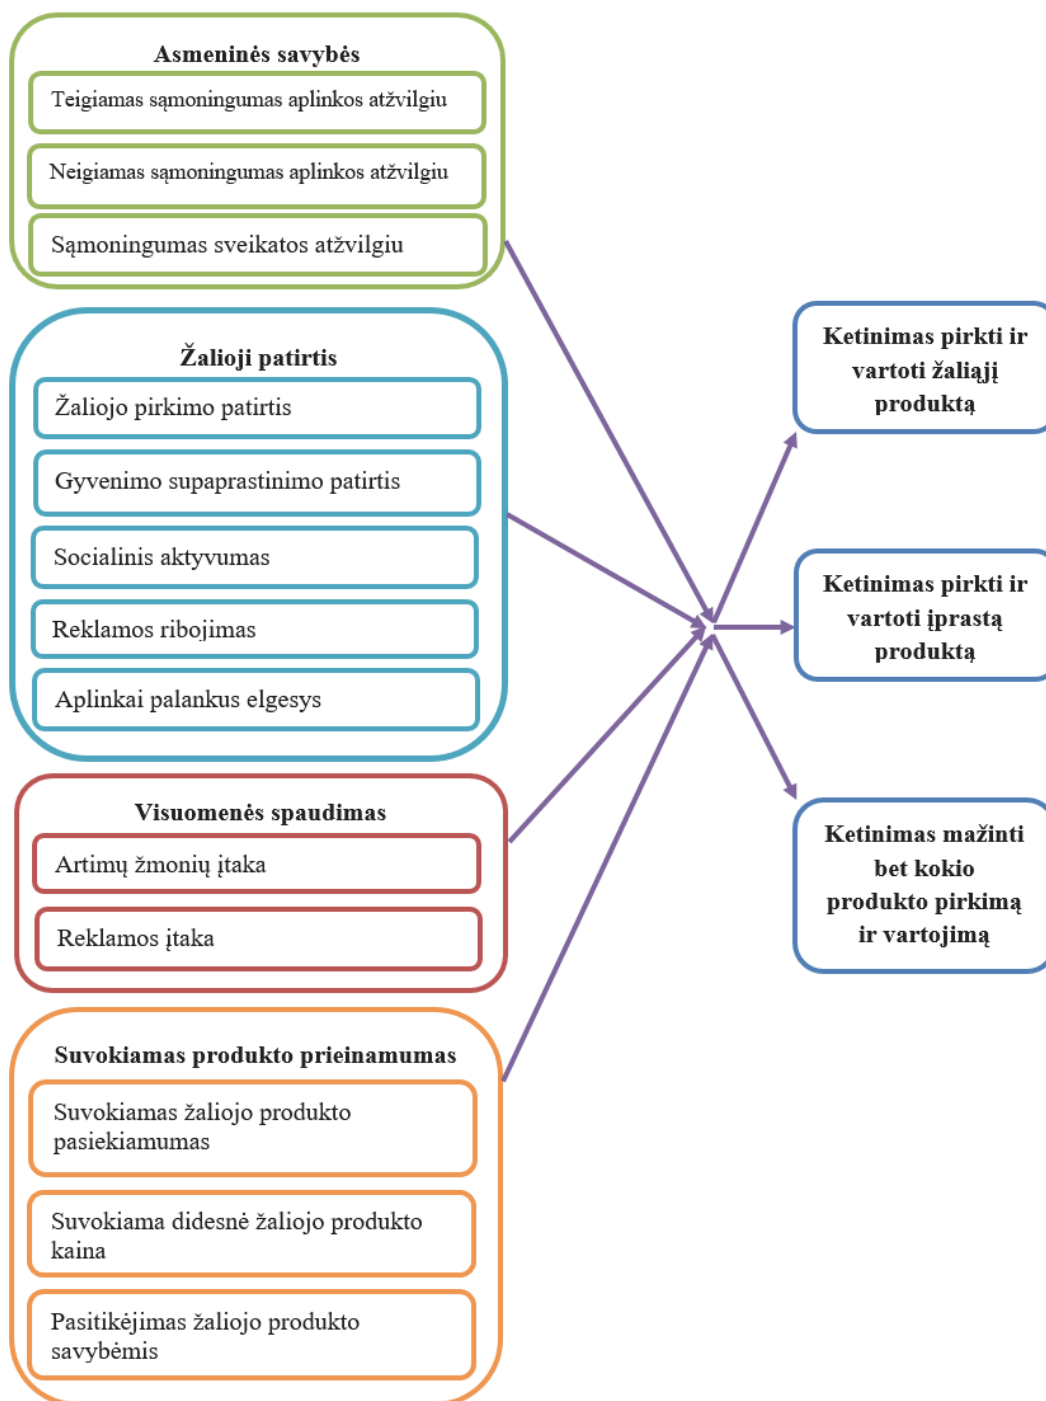 Asmeninės savybės
Teigiamas sąmoningumas aplinkos atžvilgiu
Neigiamas sąmoningumas aplinkos atžvilgiu
Sąmoningumas sveikatos atžvilgiu
Žalioji patirtis
Žaliojo pirkimo patirtis
Gyvenimo supaprastinimo patirtis
Socialinis aktyvumas
Reklamos ribojimas
Aplinkai palankus elgesys
Visuomenės spaudimas
Artimų žmonių įtaka
Reklamos įtaka
Suvokiamas produkto prieinamumas
Suvokiamas žaliojo produkto
pasiekiamumas
Suvokiama didesnė žaliojo produkto
kaina
Pasitikėjimas žaliojo produkto
savybėmis
Ketinimas pirkti ir
vartoti žaliąjį
produktą
Ketinimas pirkti ir
vartoti įprastą
produktą
Ketinimas mažinti
bet kokio
produkto pirkimą
ir vartojimą